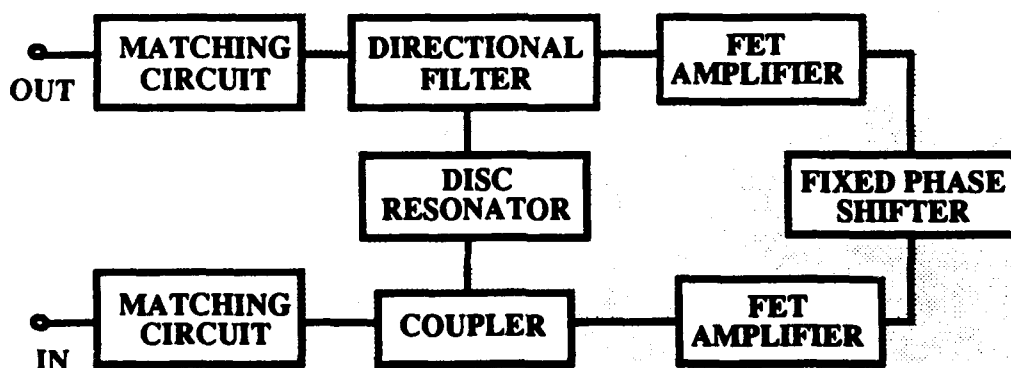 MATCHING
CIRCUIT
DIRECTIONAL
FILTER
FET
AMPLIFIER
OUT
DISC
RESONATOR
FIXED PHASE
SHIFTER
MATCHING
CIRCUIT
COUPLER
FET
AMPLIFIER
IN